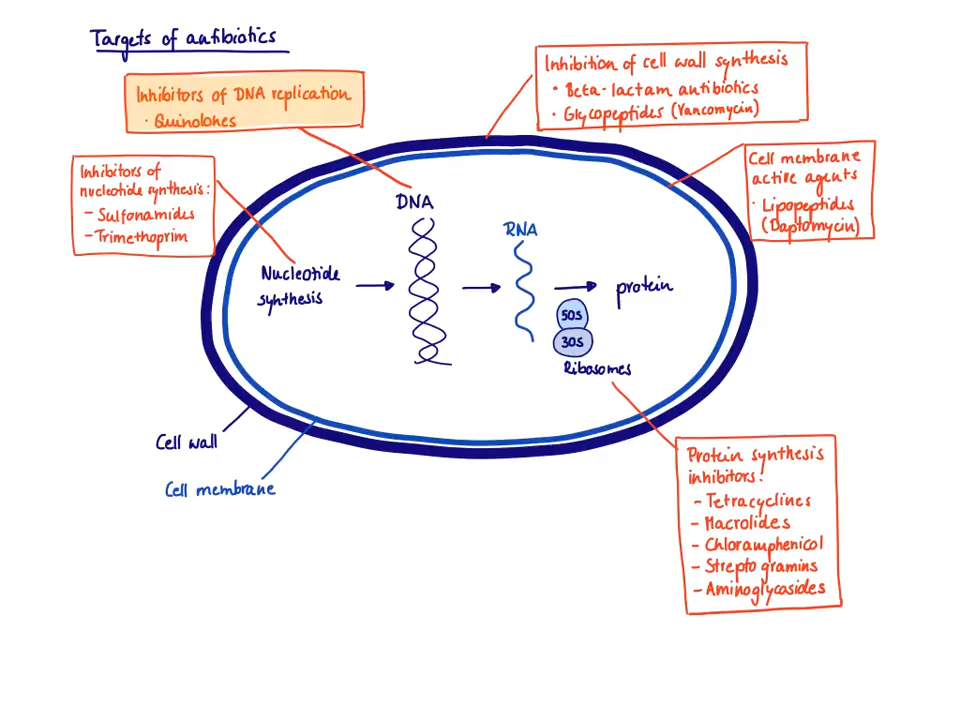 Targets of antibiotics
Inhibitors of DNA replication
· Quinolones
Inhibition of cell wall synthesis
· Beta-lactam antibiotics
· Glycopeptides (Vancomycin)
Inhibitors of
nucleotide synthesis:
- Sulfonamides
- Trimethoprim
Cell membrane
active agents
· Lipopeptides
(Daptomycin)
DNA
RNA
Nucleotide
synthesis
protein
50S
30S
Ribosomes
Cell wall
Cell membrane
Protein synthesis
inhibitors:
- Tetracyclines
- Macrolides
- Chloramphenicol
- Streptogramins
- Aminoglycosides